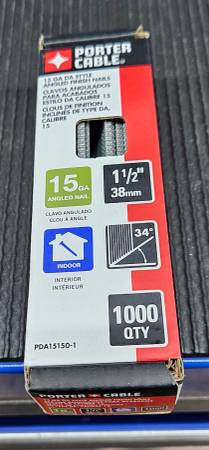 PORTER
CABLE®
15 GA DA STYLE
ANGLED FINISH NAILS
CLAVOS ANGULADOS
PARA ACABADOS
ESTILO DA CALIBRE 15
CLOUS DE FINITION
INCLINÉS DE TYPE DA,
CALIBRE
15
15GA
ANGLED NAIL
1 1/2"
38mm
CLAVO ANGULADO
CLOU À ANGLE
INDOOR
34°
INTERIOR
INTÉRIEUR
1000
QTY
PDA15150-1
PORTER CABLE